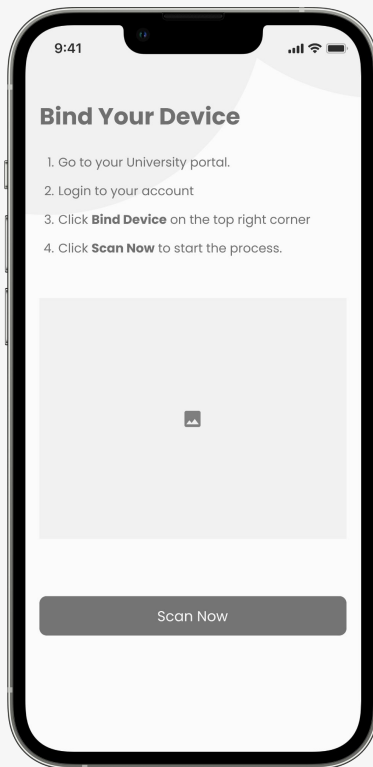 9:41
Bind Your Device
1. Go to your University portal.
2. Login to your account
3. Click Bind Device on the top right corner
4. Click Scan Now to start the process.
Scan Now